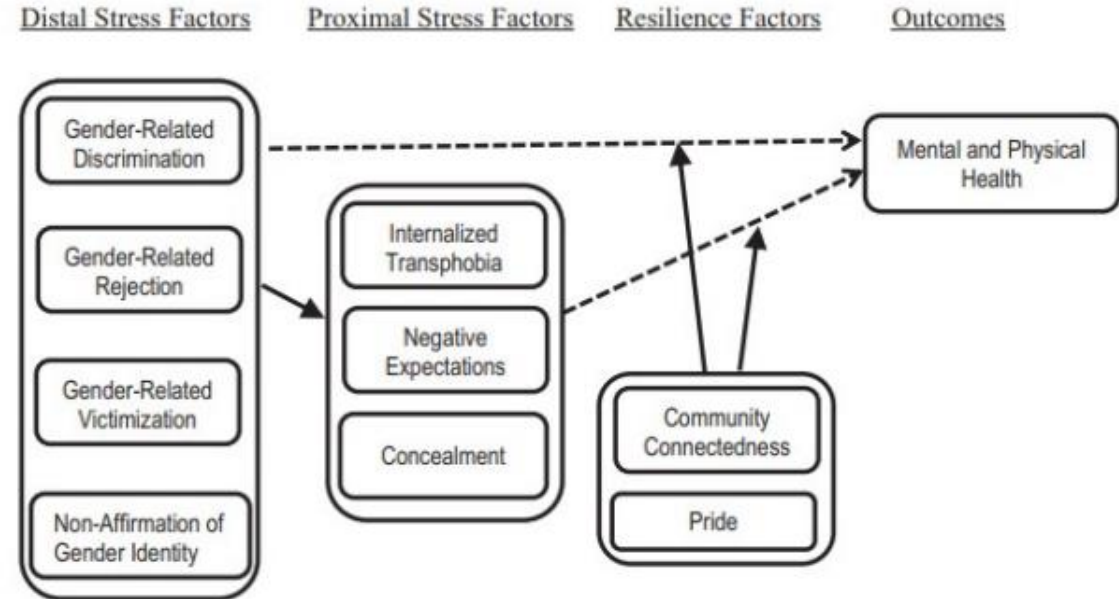 Distal Stress Factors Proximal Stress Factors Resilience Factors Outcomes
Gender-Related
Discrimination
Gender-Related
Rejection
Gender-Related
Victimization
Non-Affirmation of
Gender Identity
Internalized
Transphobia
Negative
Expectations
Concealment
Community
Connectedness
Pride
Mental and Physical
Health